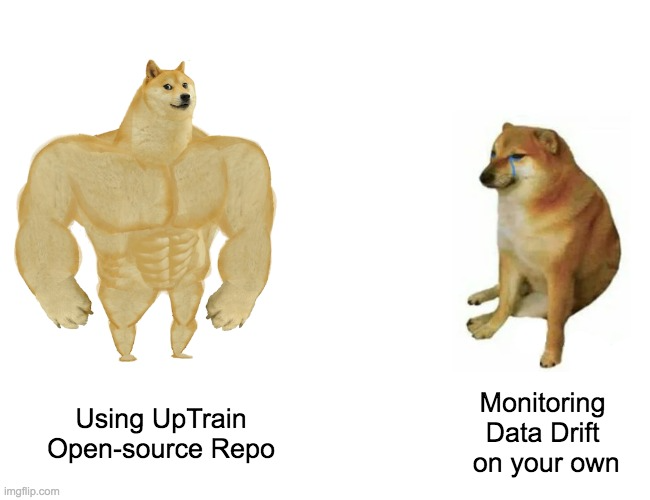 Using UpTrain
Open-source Repo
Monitoring
Data Drift
on your own
imgflip.com